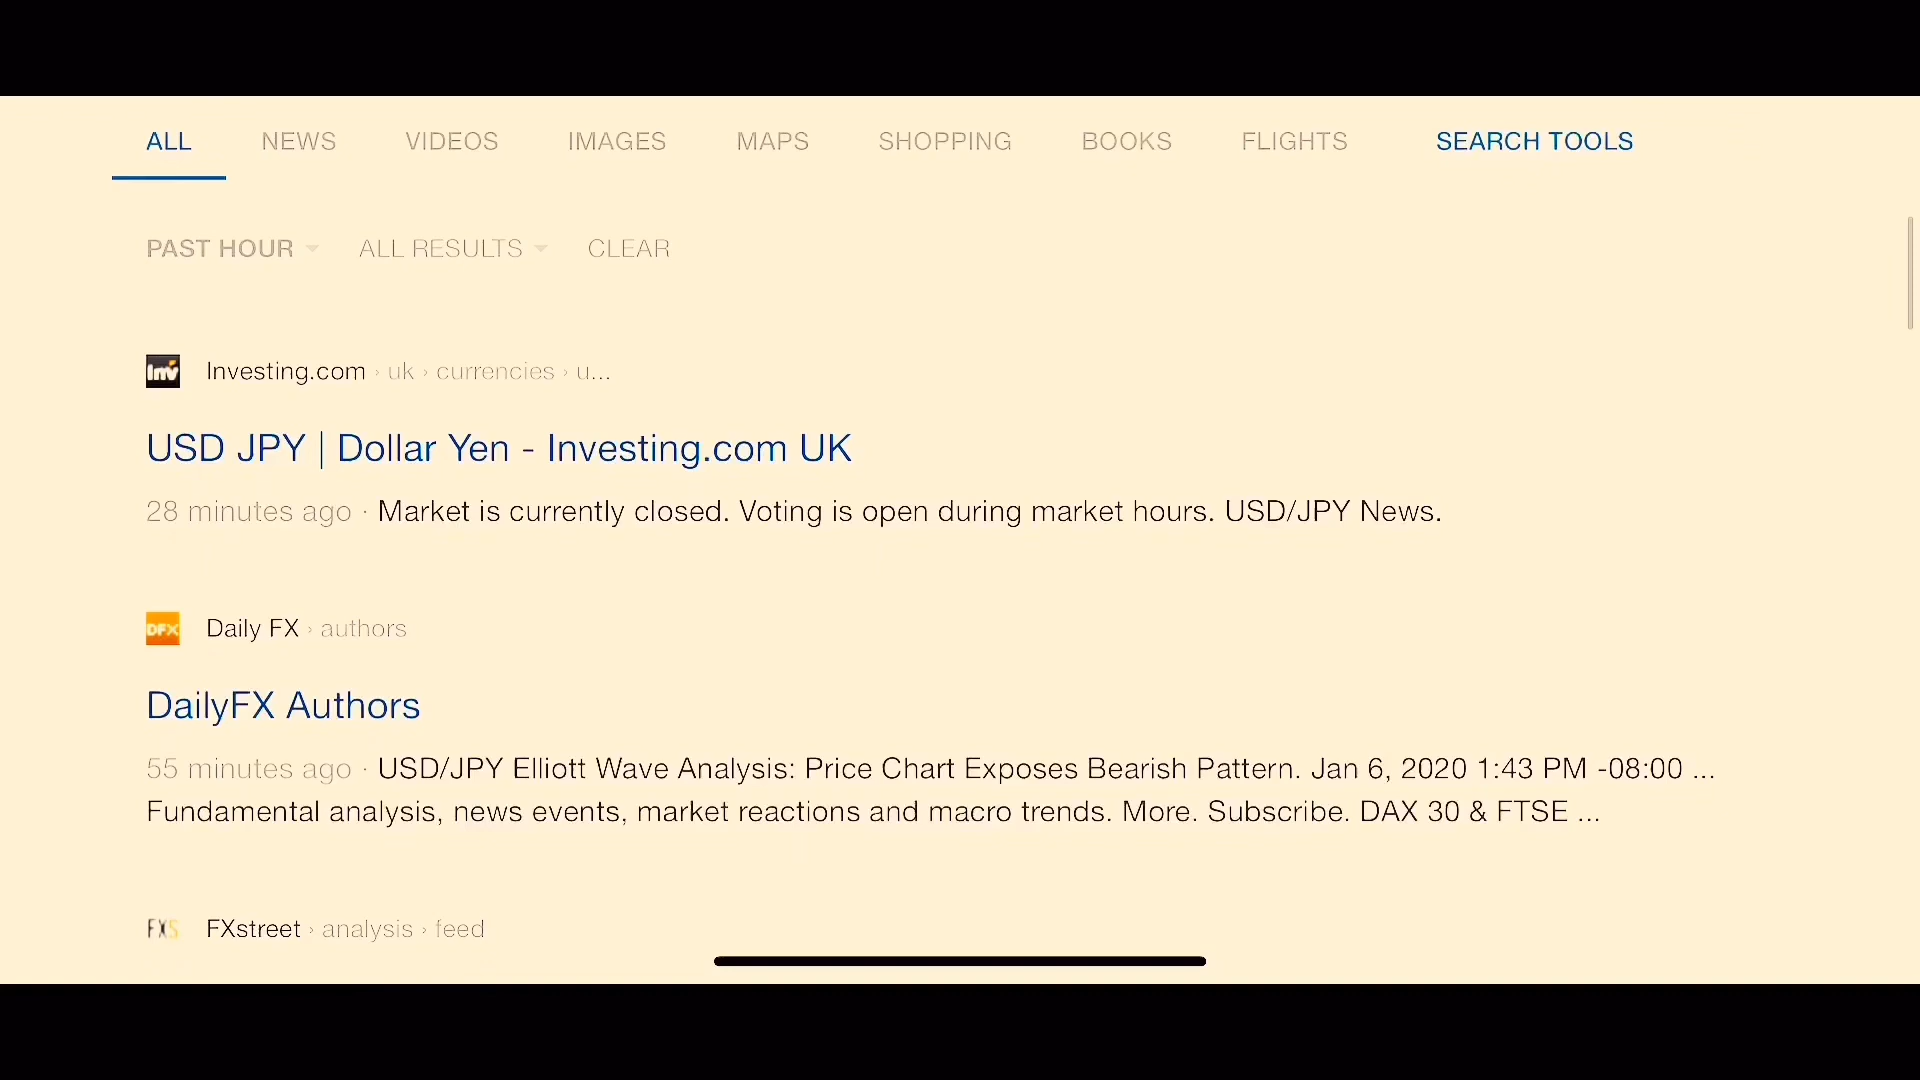 ALL NEWS VIDEOS IMAGES MAPS SHOPPING BOOKS FLIGHTS SEARCH TOOLS
PAST HOUR ALL RESULTS CLEAR
Inv Investing.com › uk › currencies › u...
USD JPY | Dollar Yen - Investing.com UK
28 minutes ago · Market is currently closed. Voting is open during market hours. USD/JPY News.
DFX Daily FX › authors
DailyFX Authors
55 minutes ago · USD/JPY Elliott Wave Analysis: Price Chart Exposes Bearish Pattern. Jan 6, 2020 1:43 PM -08:00 ...
Fundamental analysis, news events, market reactions and macro trends. More. Subscribe. DAX 30 & FTSE ...
FXS FXstreet › analysis › feed